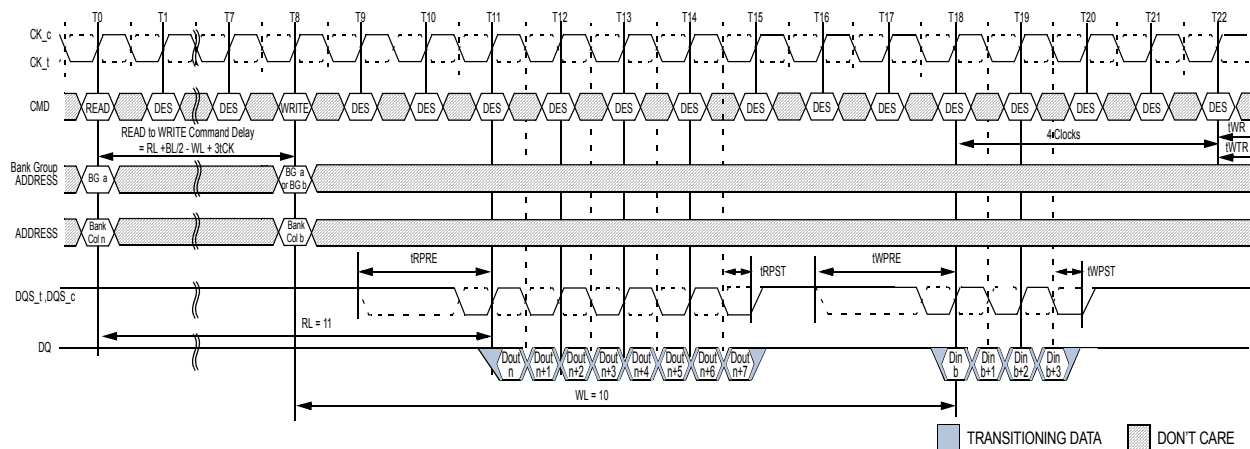 T0 T1 T7 T8 T9 T10 T11 T12 T13 T14 T15 T16 T17 T18 T19 T20 T21 T22
CK_c
CK_t
CMD READ DES DES WRITE DES DES DES DES DES DES DES DES DES DES DES DES DES DES
READ to WRITE Command Delay
= RL +BL/2 - WL + 3tCK
4 Clocks
tWR
tWTR
Bank Group
ADDRESS
BG a
BG a
or BG b
ADDRESS
Bank
Col n
Bank
Col b
tRPRE tRPST tWPRE tWPST
DQS_t ,DQS_c
RL = 11
DQ
Dout
n
Dout
n+1
Dout
n+2
Dout
n+3
Dout
n+4
Dout
n+5
Dout
n+6
Dout
n+7
Din
b
Din
b+1
Din
b+2
Din
b+3
WL = 10
TRANSITIONING DATA DON'T CARE